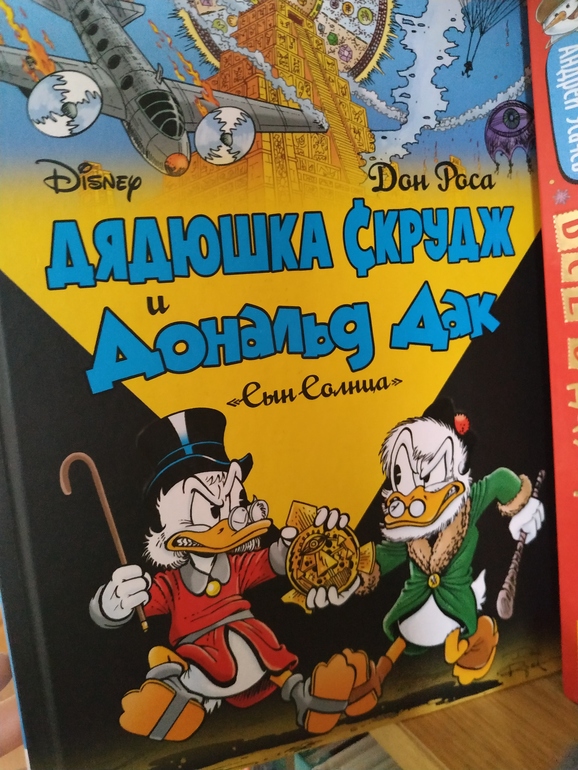 Disney
Дон Роса
ДЯДЮШКА СКРУДЖ
и
Дональд Дак
«Сын Солнца»